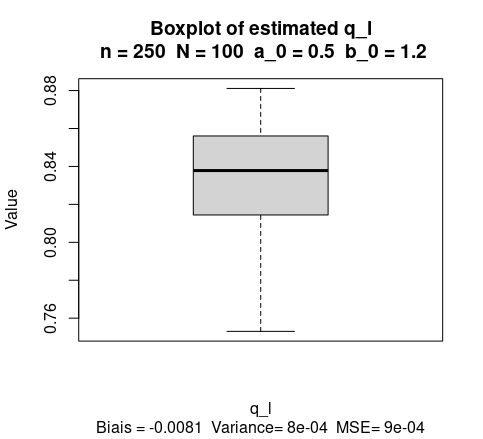 Boxplot of estimated q_l
n = 250  N = 100  a_0 = 0.5  b_0 = 1.2
0.88
0.84
0.80
0.76
Value
q_l
Biais = -0.0081  Variance= 8e-04  MSE= 9e-04